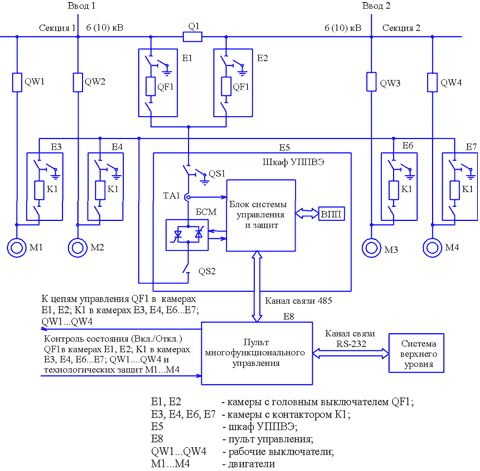 Ввод 1
Ввод 2
Q1
Секция 1
6 (10) кВ
6 (10) кВ
Секция 2
E1
E2
QW1
QW2
QF1
QF1
QW3
QW4
E3
E4
E5
E6
E7
Шкаф УППВЭ
QS1
K1
K1
K1
K1
TA1
Блок системы
управления
и защит
ВПП
БСМ
M1
M2
M3
M4
QS2
К цепям управления QF1 в камерах
E1, E2; K1 в камерах E3, E4, E6...E7;
QW1...QW4
Канал связи 485
E8
Контроль состояния (Вкл./Откл.)
QF1в камерах E1, E2; K1 в камерах
E3, E4, E6...E7; QW1....QW4 и
технологических защит M1...M4
Пульт
многофункционального
управления
Канал связи
RS-232
Система
верхнего
уровня
E1, E2 - камеры с головным выключателем QF1;
E3, E4, E6, E7 - камеры с контактором K1;
E5 - шкаф УППВЭ;
E8 - пульт управления;
QW1...QW4 - рабочие выключатели;
M1...M4 - двигатели